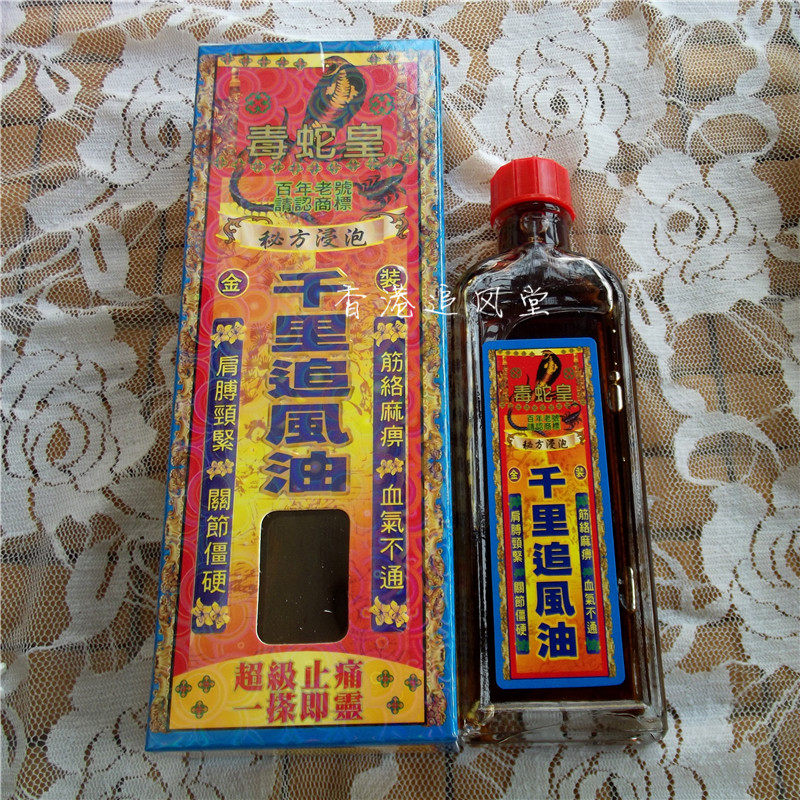 毒蛇皇
百年老號
請認商標
秘方浸泡
金裝
千里追風油
筋絡麻痹 血氣不通
肩膊頸緊 關節僵硬
超級止痛
一搽即靈
香港追风堂
毒蛇皇
百年老號
請認商標
秘方浸泡
金裝
千里追風油
筋絡麻痹 血氣不通
肩膊頸緊 關節僵硬